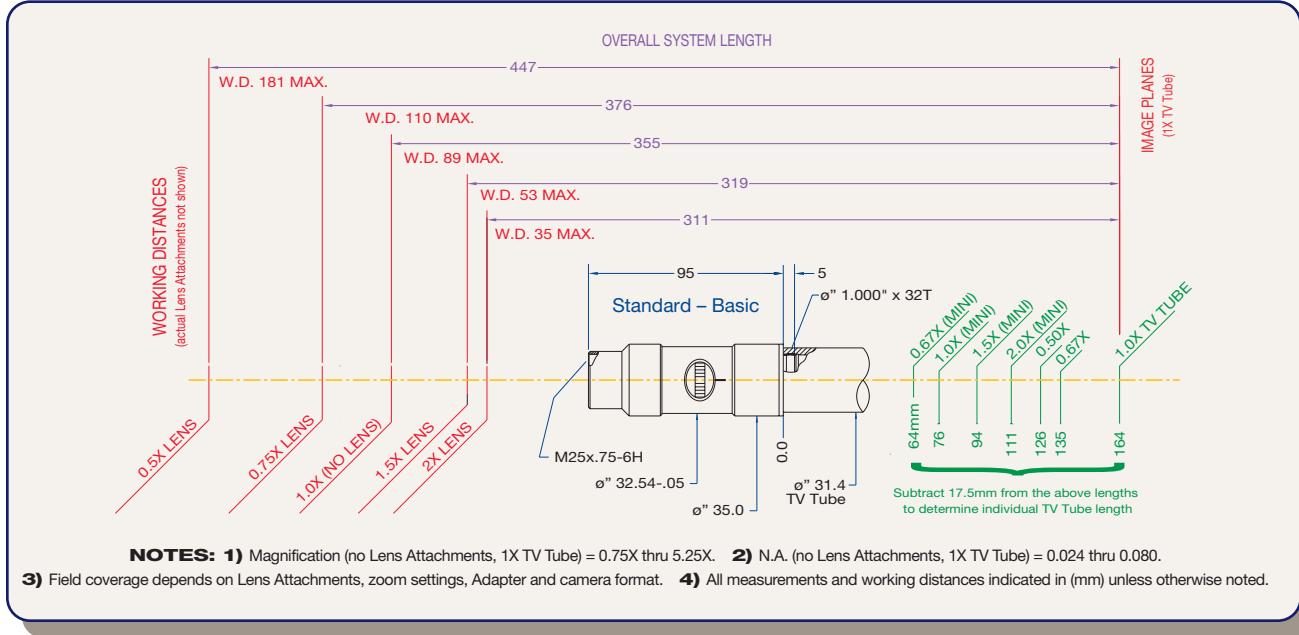 OVERALL SYSTEM LENGTH
447
W.D. 181 MAX.
376
W.D. 110 MAX.
355
W.D. 89 MAX.
319
W.D. 53 MAX.
311
W.D. 35 MAX.
IMAGE PLANES
(1X TV Tube)
WORKING DISTANCES
(actual Lens Attachments not shown)
95
5
Standard – Basic
ø" 1.000" x 32T
0.67X (MINI)
1.0X (MINI)
1.5X (MINI)
2.0X (MINI)
0.50X
0.67X
1.0X TV TUBE
0.5X LENS
0.75X LENS
1.0X (NO LENS)
1.5X LENS
2X LENS
M25x.75-6H
ø" 32.54-.05
ø" 35.0
0.0
ø" 31.4
TV Tube
64mm
76
94
111
126
135
164
Subtract 17.5mm from the above lengths
to determine individual TV Tube length
NOTES: 1) Magnification (no Lens Attachments, 1X TV Tube) = 0.75X thru 5.25X. 2) N.A. (no Lens Attachments, 1X TV Tube) = 0.024 thru 0.080.
3) Field coverage depends on Lens Attachments, zoom settings, Adapter and camera format. 4) All measurements and working distances indicated in (mm) unless otherwise noted.